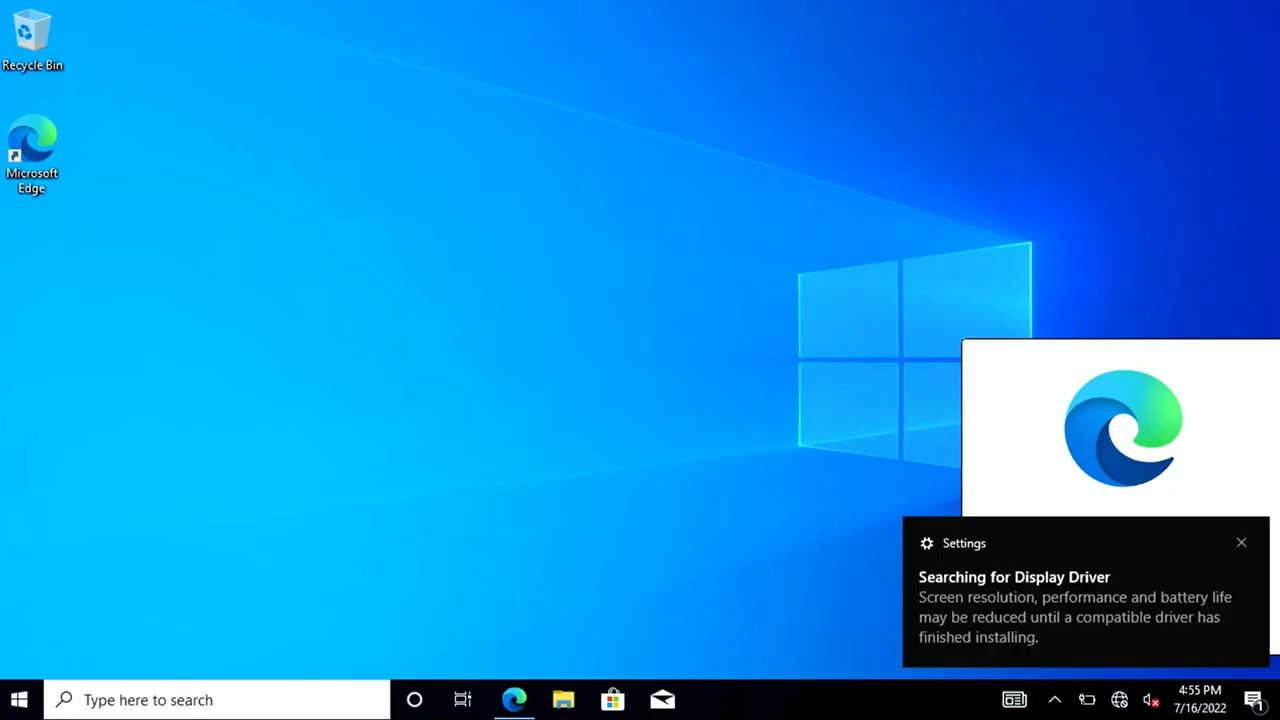 Recycle Bin
Microsoft
Edge
Settings
Searching for Display Driver
Screen resolution, performance and battery life
may be reduced until a compatible driver has
finished installing.
Type here to search
4:55 PM
7/16/2022
1